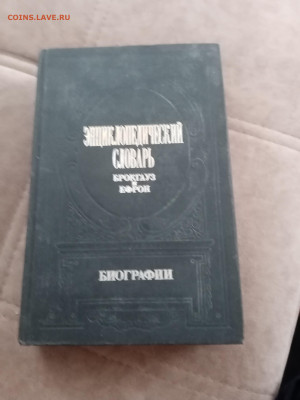 COINS.LAVE.RU
ЭНЦИКЛОПЕДИЧЕСКИЙ
СЛОВАРЬ
БРОКГАУЗ
И
ЕФРОН
БИОГРАФИИ